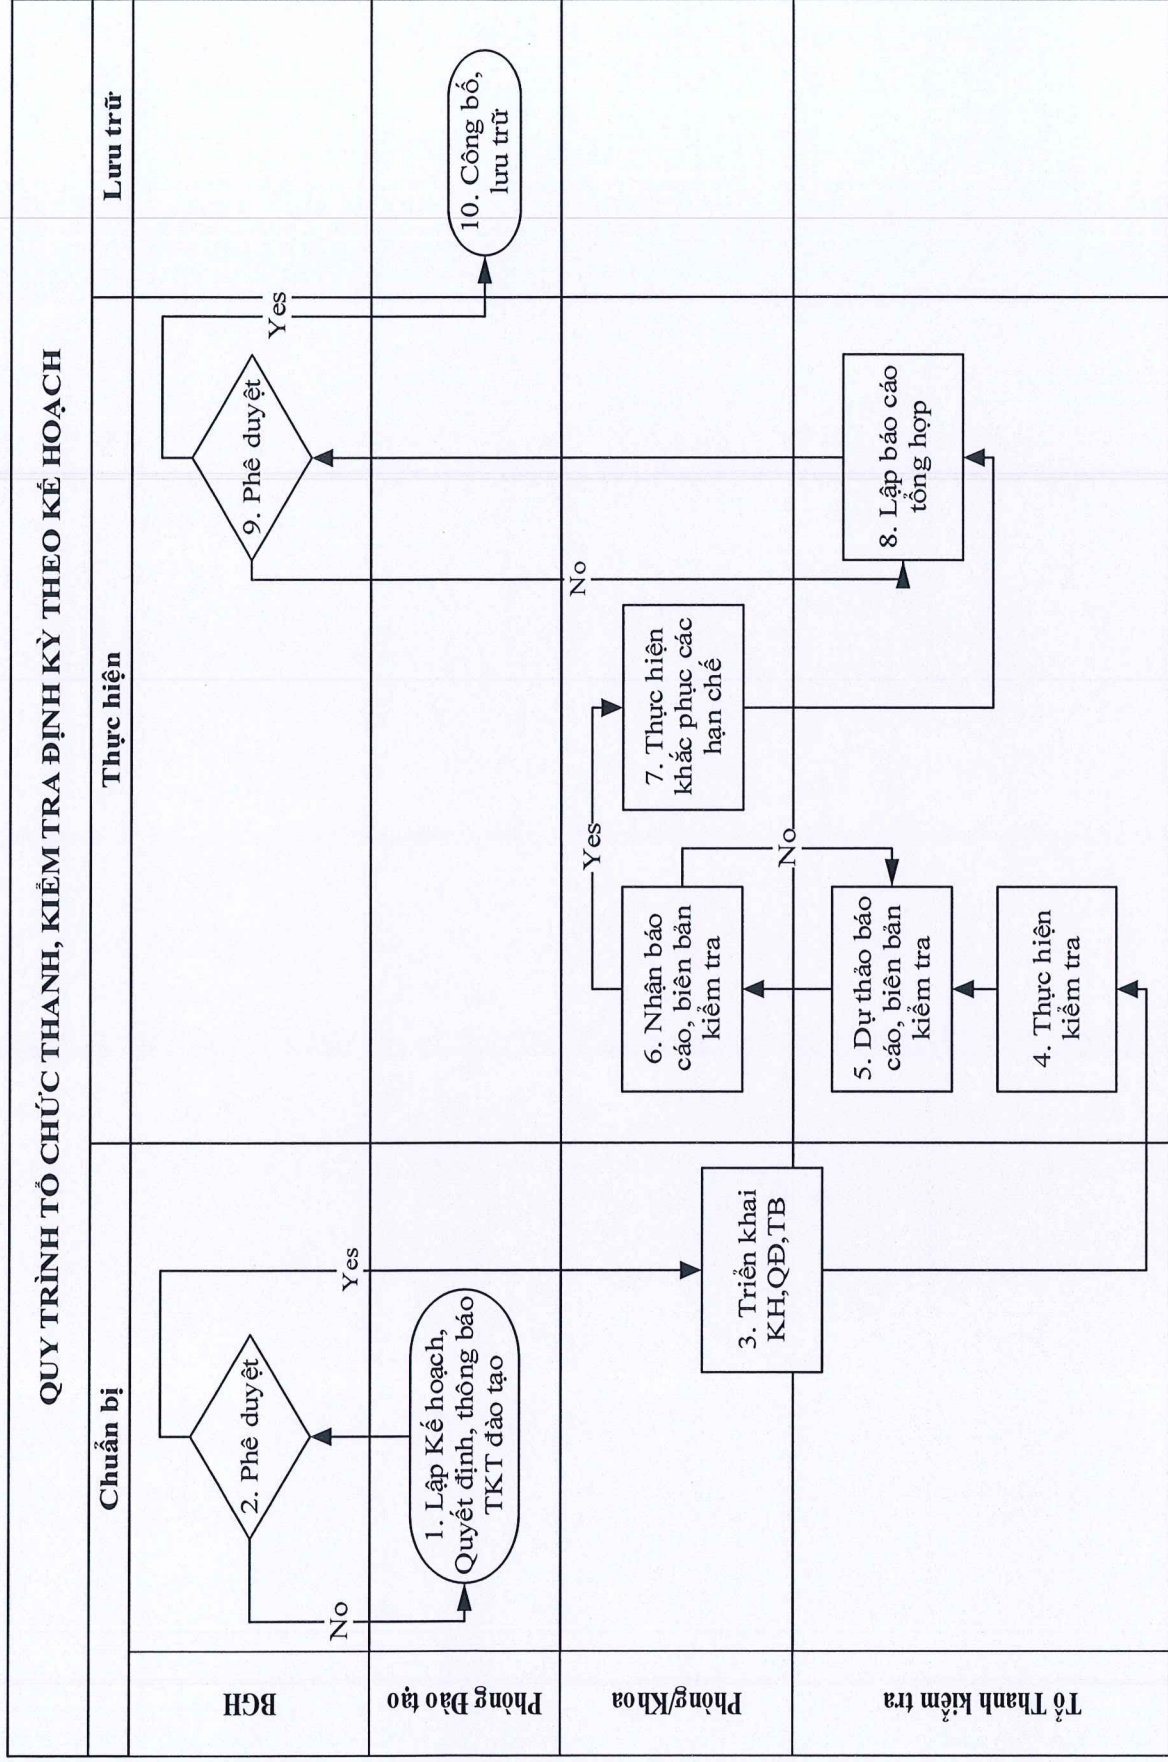 QUY TRÌNH TỔ CHỨC THANH, KIỂM TRA ĐỊNH KỲ THEO KẾ HOẠCH
Chuẩn bị
Thực hiện
Lưu trữ
BGH
2. Phê duyệt
9. Phê duyệt
No
Yes
Yes
Phòng Đào tạo
1. Lập Kế hoạch,
Quyết định, thông báo
TKT đào tạo
10. Công bố,
lưu trữ
Phòng/Khoa
No
Yes
6. Nhận báo
cáo, biên bản
kiểm tra
7. Thực hiện
khắc phục các
hạn chế
3. Triển khai
KH,QĐ,TB
No
Tổ Thanh kiểm tra
5. Dự thảo báo
cáo, biên bản
kiểm tra
8. Lập báo cáo
tổng hợp
4. Thực hiện
kiểm tra